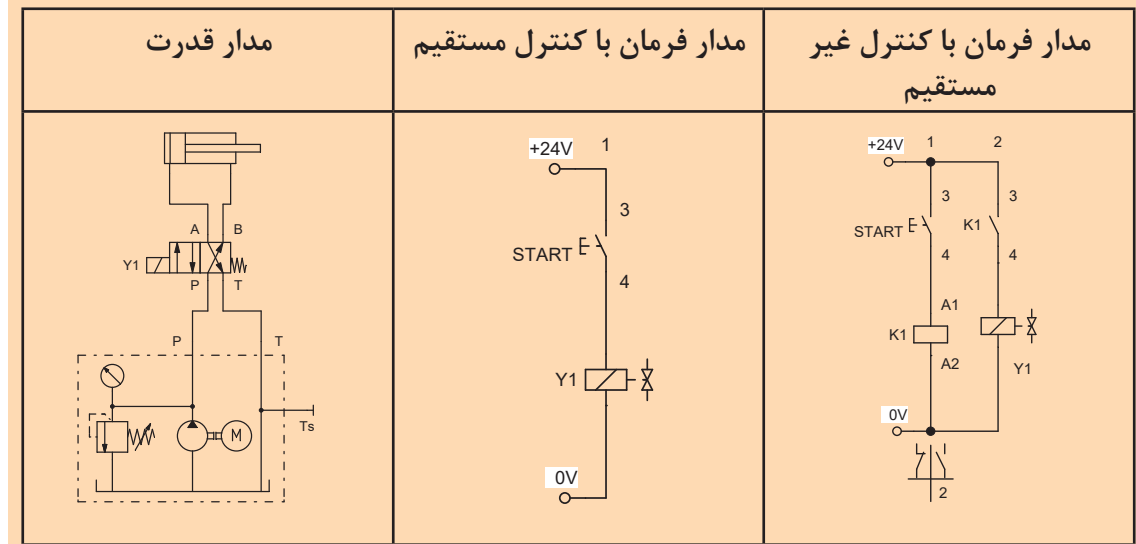 مدار فرمان با کنترل غیر
مستقیم
مدار فرمان با کنترل مستقیم
مدار قدرت
+24V 1 2
3 3
START K1
4 4
A1
K1
A2 Y1
0V
2
+24V 1
3
START
4
Y1
0V
A B
Y1
P T
P T
Ts
M